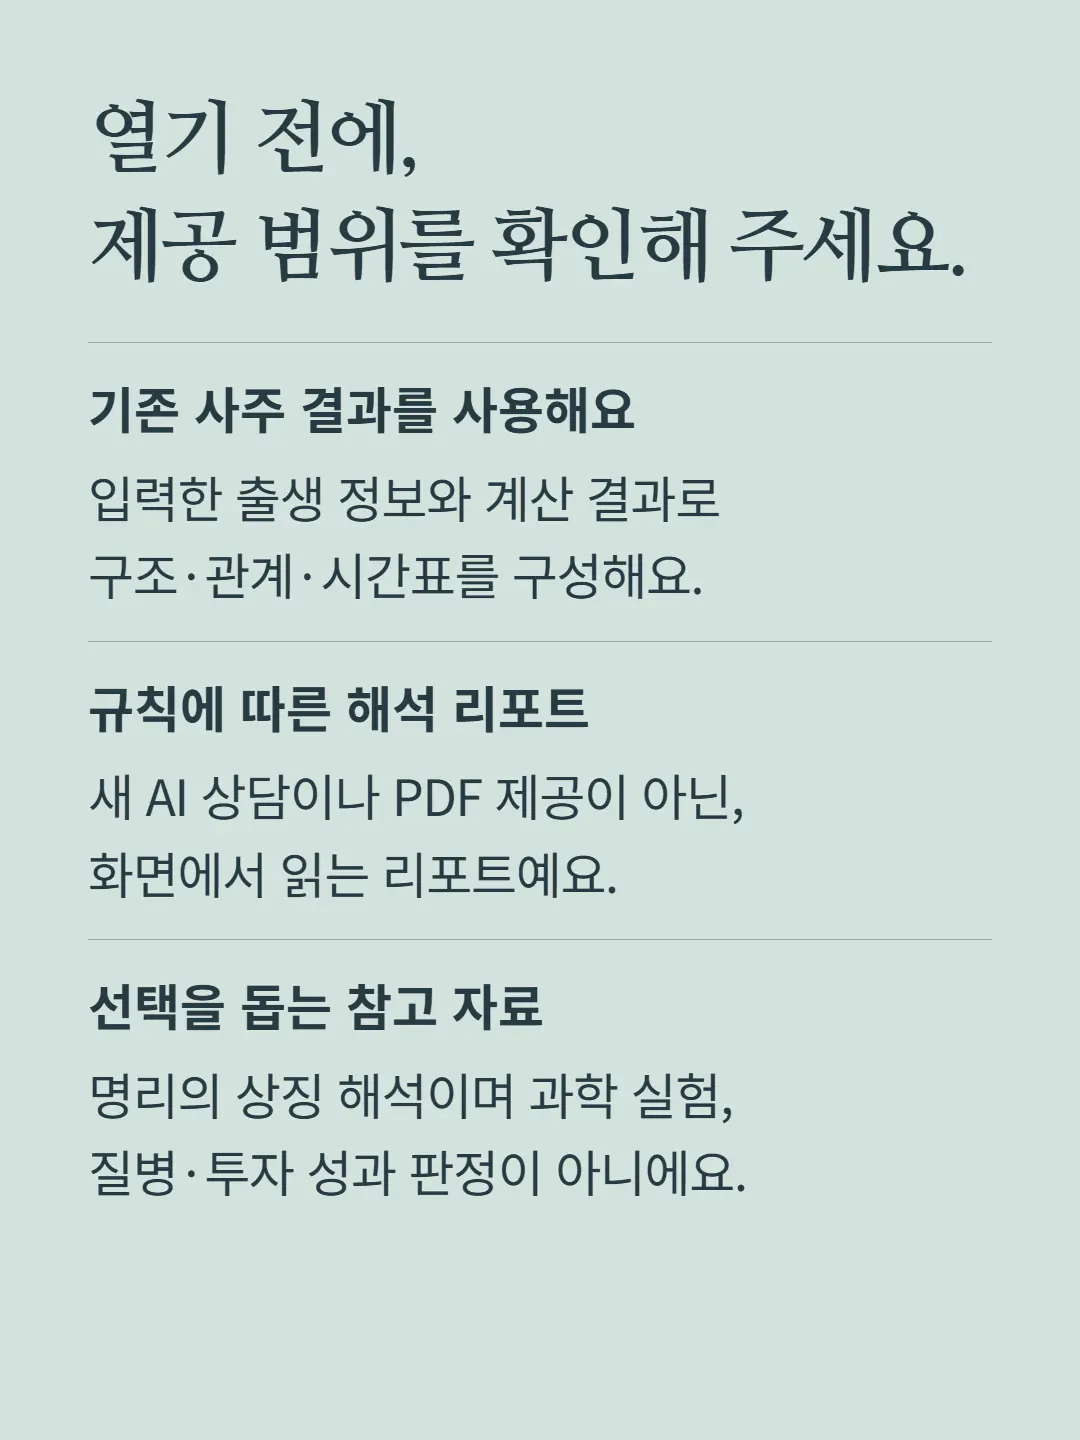 열기 전에,
제공 범위를 확인해 주세요.
기존 사주 결과를 사용해요
입력한 출생 정보와 계산 결과로
구조·관계·시간표를 구성해요.
규칙에 따른 해석 리포트
새 AI 상담이나 PDF 제공이 아닌,
화면에서 읽는 리포트예요.
선택을 돕는 참고 자료
명리의 상징 해석이며 과학 실험,
질병·투자 성과 판정이 아니에요.